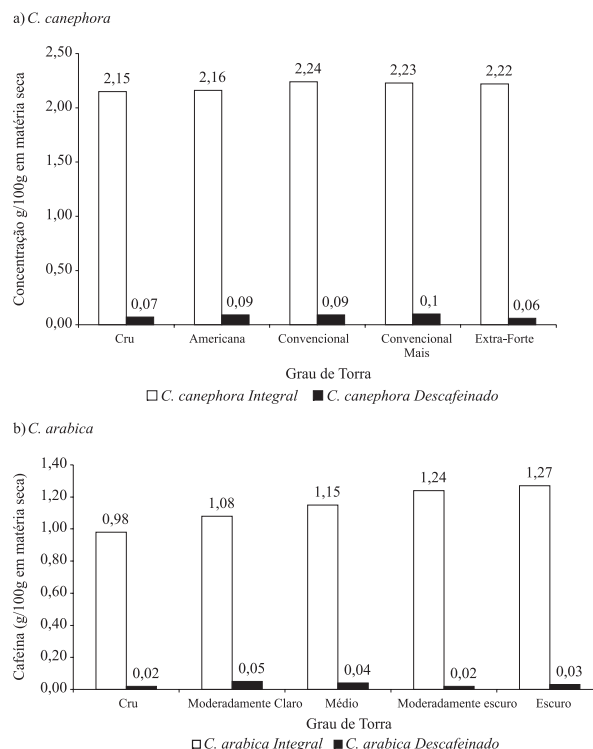 a) C. canephora
Concentração g/100g em matéria seca
2,50
2,00
1,50
1,00
0,50
0,00
2,15
2,16
2,24
2,23
2,22
0,07
0,09
0,09
0,1
0,06
Cru
Americana
Convencional
Convencional
Mais
Extra-Forte
Grau de Torra
C. canephora Integral
C. canephora Descafeinado
b) C. arabica
Cafeína (g/100g em matéria seca)
1,40
1,20
1,00
0,80
0,60
0,40
0,20
0,00
0,98
1,08
1,15
1,24
1,27
0,02
0,05
0,04
0,02
0,03
Cru
Moderadamente Claro
Médio
Moderadamente escuro
Escuro
Grau de Torra
C. arabica Integral
C. arabica Descafeinado